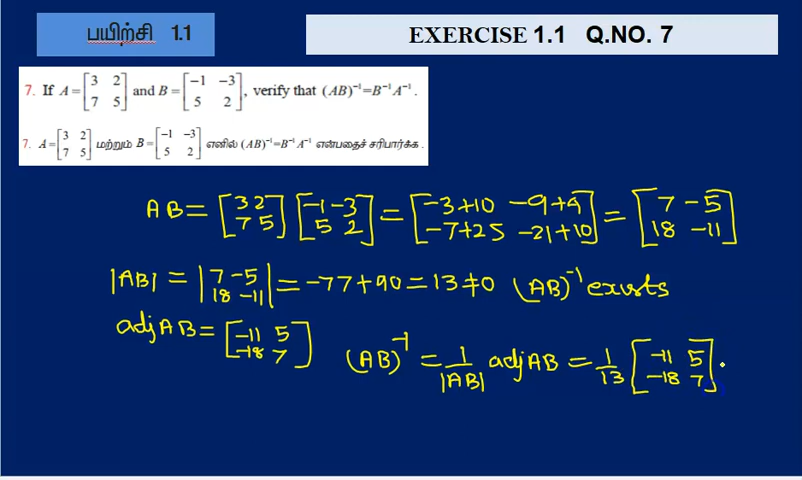 பயிற்சி 1.1
EXERCISE 1.1 Q.NO. 7
7. If A = [3 2; 7 5] and B = [−1 −3; 5 2], verify that (AB)⁻¹ = B⁻¹A⁻¹.
7. A = [3 2; 7 5] மற்றும் B = [−1 −3; 5 2] எனில் (AB)⁻¹ = B⁻¹A⁻¹ என்பதைச் சரிபார்க்க.
AB = [3 2; 7 5] [−1 −3; 5 2] = [−3+10 −9+4; −7+25 −21+10] = [7 −5; 18 −11]
|AB| = |7 −5; 18 −11| = −77+90 = 13 ≠ 0 (AB)⁻¹ exists
adj AB = [−11 5; −18 7]
(AB)⁻¹ = 1/|AB| adj AB = 1/13 [−11 5; −18 7]